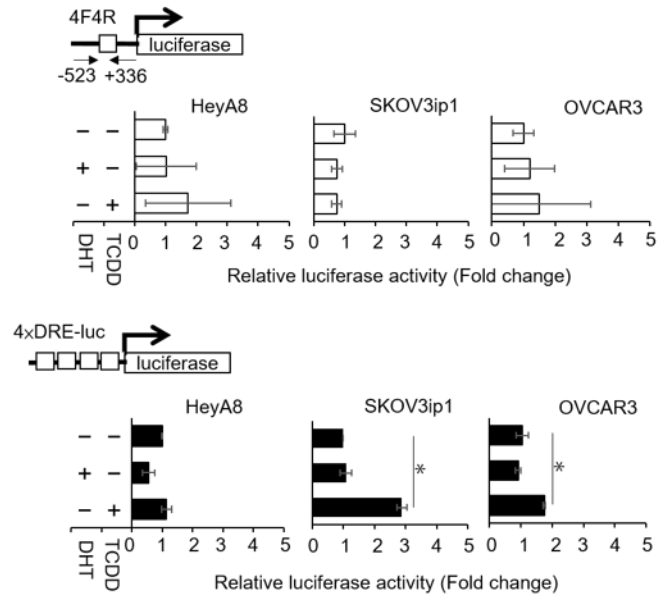 4F4R
luciferase
-523 +336
HeyA8 SKOV3ip1 OVCAR3
− −
+ −
− +
0 1 2 3 4 5 0 1 2 3 4 5 0 1 2 3 4 5
DHT TCDD
Relative luciferase activity (Fold change)
4xDRE-luc
luciferase
HeyA8 SKOV3ip1 OVCAR3
− −
+ −
* *
− +
0 1 2 3 4 5 0 1 2 3 4 5 0 1 2 3 4 5
DHT TCDD
Relative luciferase activity (Fold change)